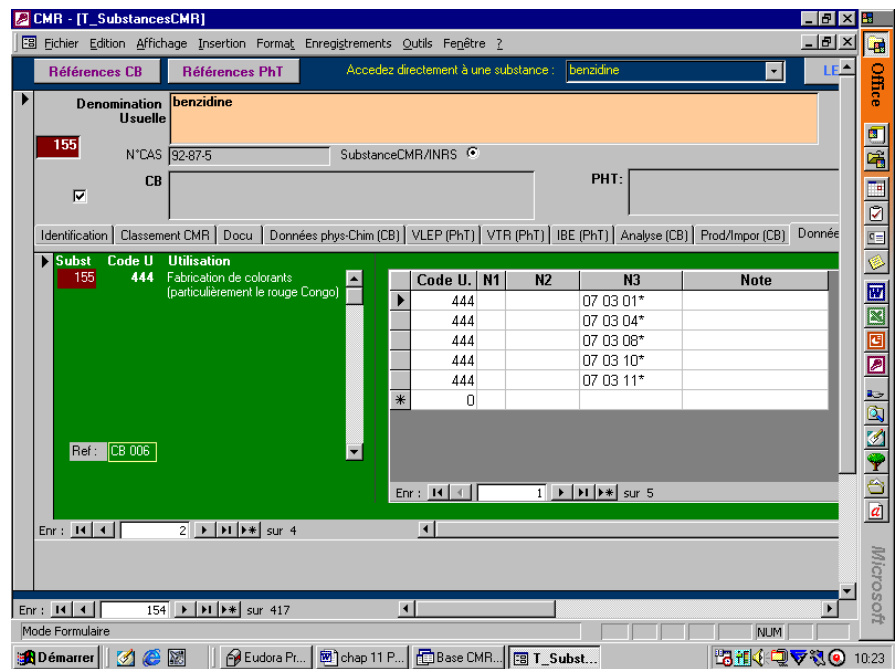 CMR - [T_SubstancesCMR]
Fichier Edition Affichage Insertion Format Enregistrements Outils Fenêtre ?
Références CB Références PhT Accedez directement à une substance : benzidine LE
Denomination Usuelle benzidine
155
N°CAS 92-87-5 SubstanceCMR/INRS
CB PHT:
Identification Classement CMR Docu Données phys-Chim (CB) VLEP (PhT) VTR (PhT) IBE (PhT) Analyse (CB) Prod/Impor (CB) Donnée
Subst Code U Utilisation
155 444 Fabrication de colorants
(particulièrement le rouge Congo)
Ref : CB 006
Code U. N1 N2 N3 Note
444 07 03 01*
444 07 03 04*
444 07 03 08*
444 07 03 10*
444 07 03 11*
0
Enr : 1 sur 5
Enr : 2 sur 4
Enr : 154 sur 417
Mode Formulaire NUM
Démarrer Eudora Pr... chap 11 P... Base CMR... T_Subst... 10:23
Office
Microsoft